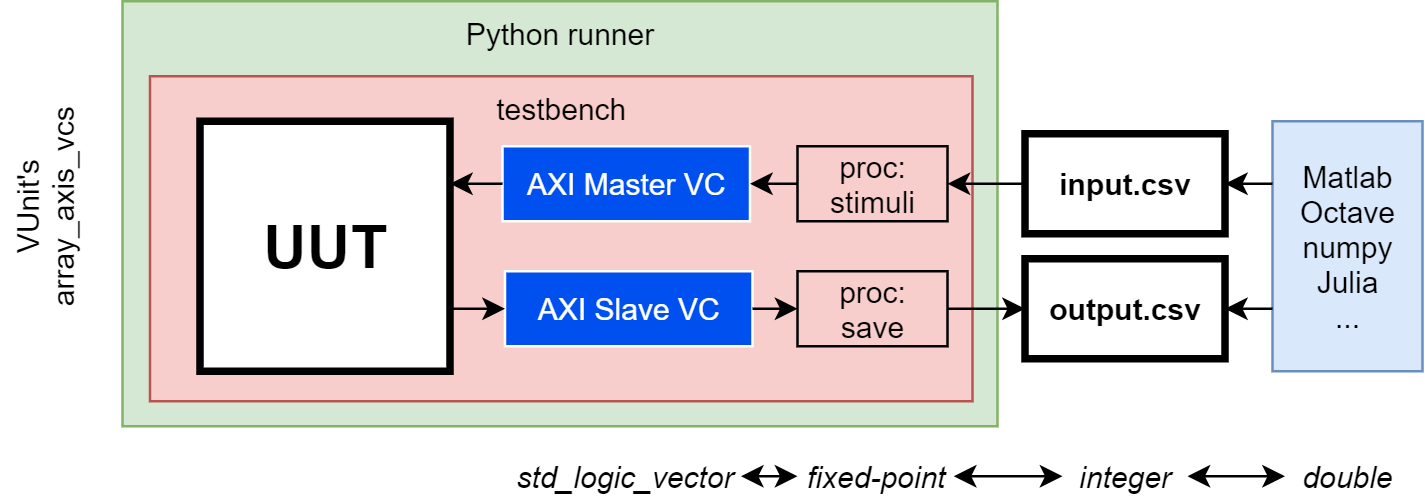 Python runner
testbench
VUnit's
array_axis_vcs
UUT
AXI Master VC
proc:
stimuli
input.csv
AXI Slave VC
proc:
save
output.csv
Matlab
Octave
numpy
Julia
...
std_logic_vector
fixed-point
integer
double